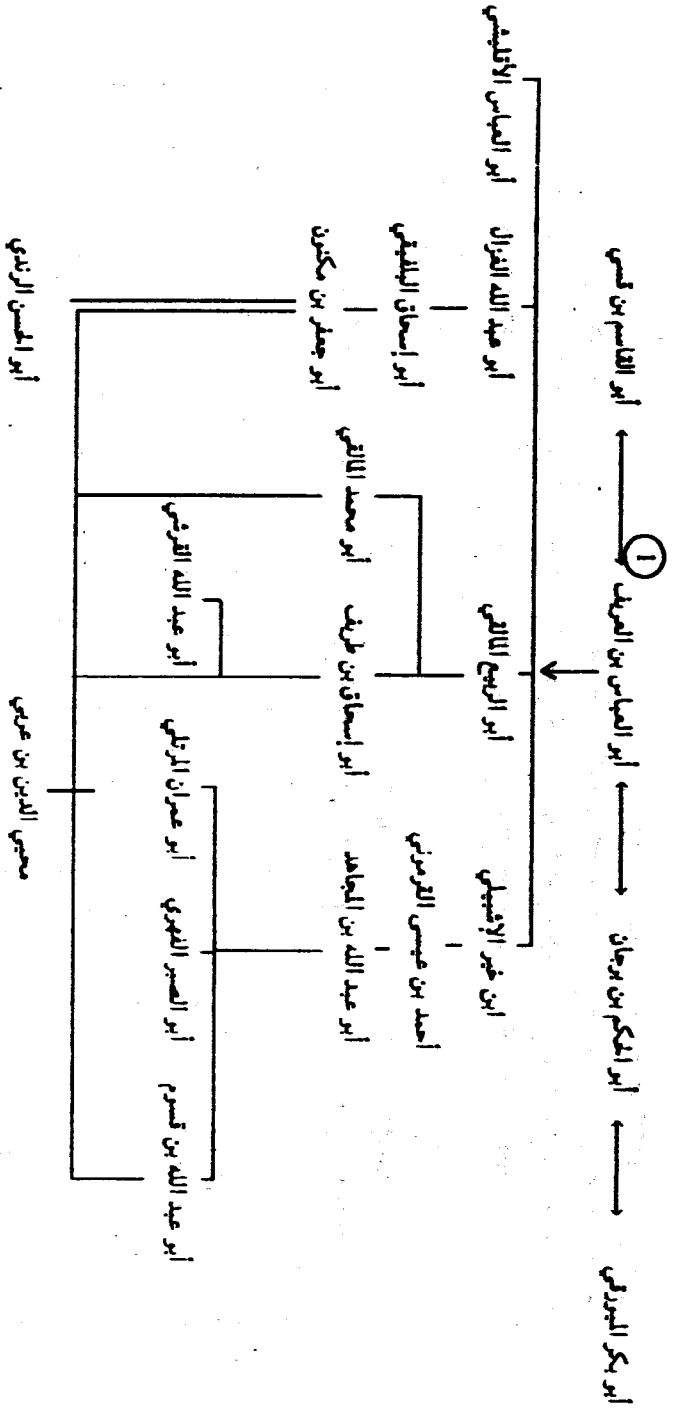 ١
أبو بكر الميورقي
أبو الحكم بن برجان
أبو العباس بن العريف
أبو القاسم بن قسي
ابن خير الإشبيلي
أبو الربيع المالقي
أبو عبد الله الغزال
أبو العباس الأقليشي
أحمد بن عيسى القرموني
أبو إسحاق البلفيقي
أبو عبد الله بن المجاهد
أبو إسحاق بن طريف
أبو محمد المالقي
أبو جعفر بن مكنون
أبو عبد الله بن قسوم
أبو الصبر الفهري
أبو عمران المرتلي
أبو عبد الله القرشي
محيي الدين بن عربي
أبو الحسن الرندي